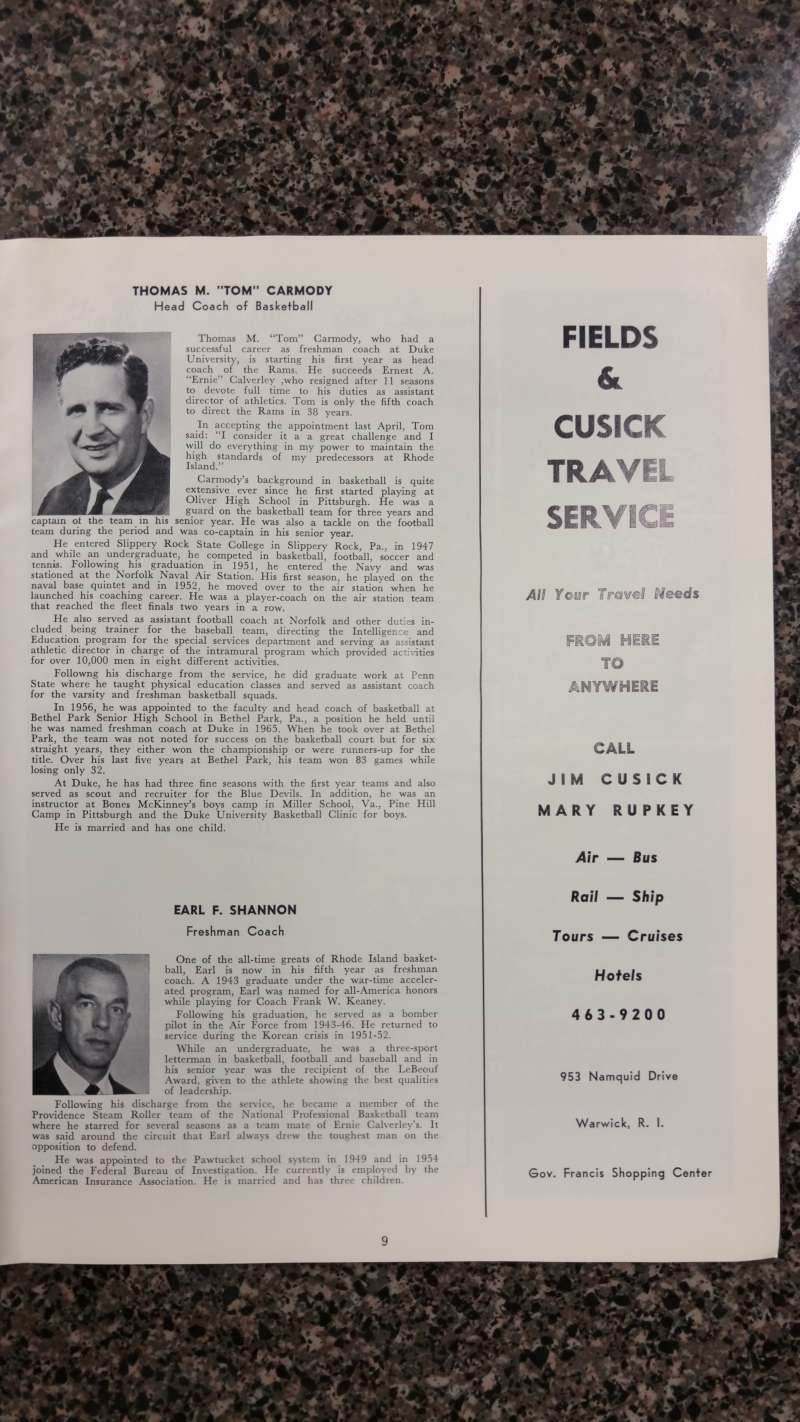 THOMAS M. "TOM" CARMODY
Head Coach of Basketball
Thomas M. "Tom" Carmody, who had a
successful career as freshman coach at Duke
University, is starting his first year as head
coach of the Rams. He succeeds Ernest A.
"Ernie" Calverley ,who resigned after 11 seasons
to devote full time to his duties as assistant
director of athletics. Tom is only the fifth coach
to direct the Rams in 38 years.
In accepting the appointment last April, Tom
said: "I consider it a a great challenge and I
will do everything in my power to maintain the
high standards of my predecessors at Rhode
Island."
Carmody's background in basketball is quite
extensive ever since he first started playing at
Oliver High School in Pittsburgh. He was a
guard on the basketball team for three years and
captain of the team in his senior year. He was also a tackle on the football
team during the period and was co-captain in his senior year.
He entered Slippery Rock State College in Slippery Rock, Pa., in 1947
and while an undergraduate, he competed in basketball, football, soccer and
tennis. Following his graduation in 1951, he entered the Navy and was
stationed at the Norfolk Naval Air Station. His first season, he played on the
naval base quintet and in 1952, he moved over to the air station when he
launched his coaching career. He was a player-coach on the air station team
that reached the fleet finals two years in a row.
He also served as assistant football coach at Norfolk and other duties in-
cluded being trainer for the baseball team, directing the Intelligence and
Education program for the special services department and serving as assistant
athletic director in charge of the intramural program which provided activities
for over 10,000 men in eight different activities.
Followng his discharge from the service, he did graduate work at Penn
State where he taught physical education classes and served as assistant coach
for the varsity and freshman basketball squads.
In 1956, he was appointed to the faculty and head coach of basketball at
Bethel Park Senior High School in Bethel Park, Pa., a position he held until
he was named freshman coach at Duke in 1965. When he took over at Bethel
Park, the team was not noted for success on the basketball court but for six
straight years, they either won the championship or were runners-up for the
title. Over his last five years at Bethel Park, his team won 83 games while
losing only 32.
At Duke, he has had three fine seasons with the first year teams and also
served as scout and recruiter for the Blue Devils. In addition, he was an
instructor at Bones McKinney's boys camp in Miller School, Va., Pine Hill
Camp in Pittsburgh and the Duke University Basketball Clinic for boys.
He is married and has one child.
EARL F. SHANNON
Freshman Coach
One of the all-time greats of Rhode Island basket-
ball, Earl is now in his fifth year as freshman
coach. A 1943 graduate under the war-time acceler-
ated program, Earl was named for all-America honors
while playing for Coach Frank W. Keaney.
Following his graduation, he served as a bomber
pilot in the Air Force from 1943-46. He returned to
service during the Korean crisis in 1951-52.
While an undergraduate, he was a three-sport
letterman in basketball, football and baseball and in
his senior year was the recipient of the LeBeouf
Award, given to the athlete showing the best qualities
of leadership.
Following his discharge from the service, he became a member of the
Providence Steam Roller team of the National Professional Basketball team
where he starred for several seasons as a team mate of Ernie Calverley's. It
was said around the circuit that Earl always drew the toughest man on the
opposition to defend.
He was appointed to the Pawtucket school system in 1949 and in 1954
joined the Federal Bureau of Investigation. He currently is employed by the
American Insurance Association. He is married and has three children.
FIELDS
&
CUSICK
TRAVEL
SERVICE
All Your Travel Needs
FROM HERE
TO
ANYWHERE
CALL
JIM CUSICK
MARY RUPKEY
Air — Bus
Rail — Ship
Tours — Cruises
Hotels
463-9200
953 Namquid Drive
Warwick, R. I.
Gov. Francis Shopping Center
9